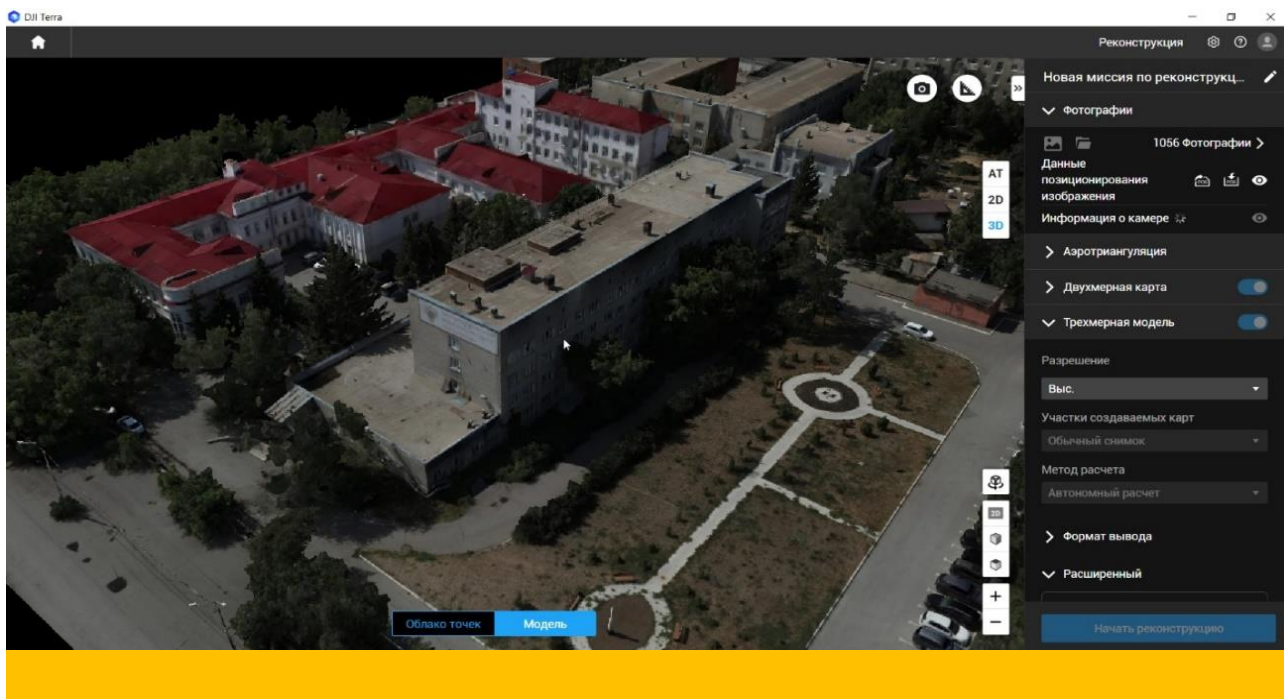 DJI Terra
Реконструкция
Новая миссия по реконструкц...
Фотографии
1056 Фотографии
Данные
позиционирования
изображения
Информация о камере
Аэротриангуляция
Двухмерная карта
Трехмерная модель
Разрешение
Выс.
Участки создаваемых карт
Обычный снимок
Метод расчета
Автономный расчет
Формат вывода
Расширенный
Начать реконструкцию
AT
2D
3D
2D
Облако точек
Модель